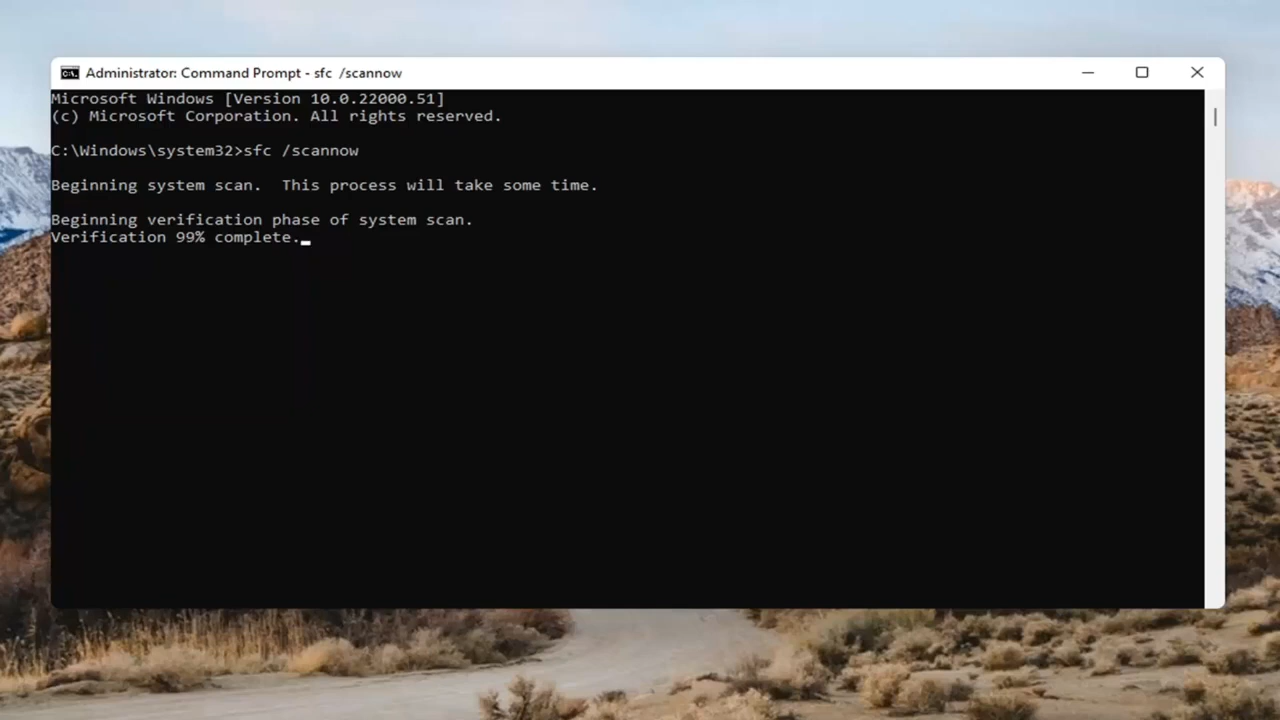 Administrator: Command Prompt - sfc  /scannow
Microsoft Windows [Version 10.0.22000.51]
(c) Microsoft Corporation. All rights reserved.
C:\Windows\system32>sfc /scannow
Beginning system scan.  This process will take some time.
Beginning verification phase of system scan.
Verification 99% complete.